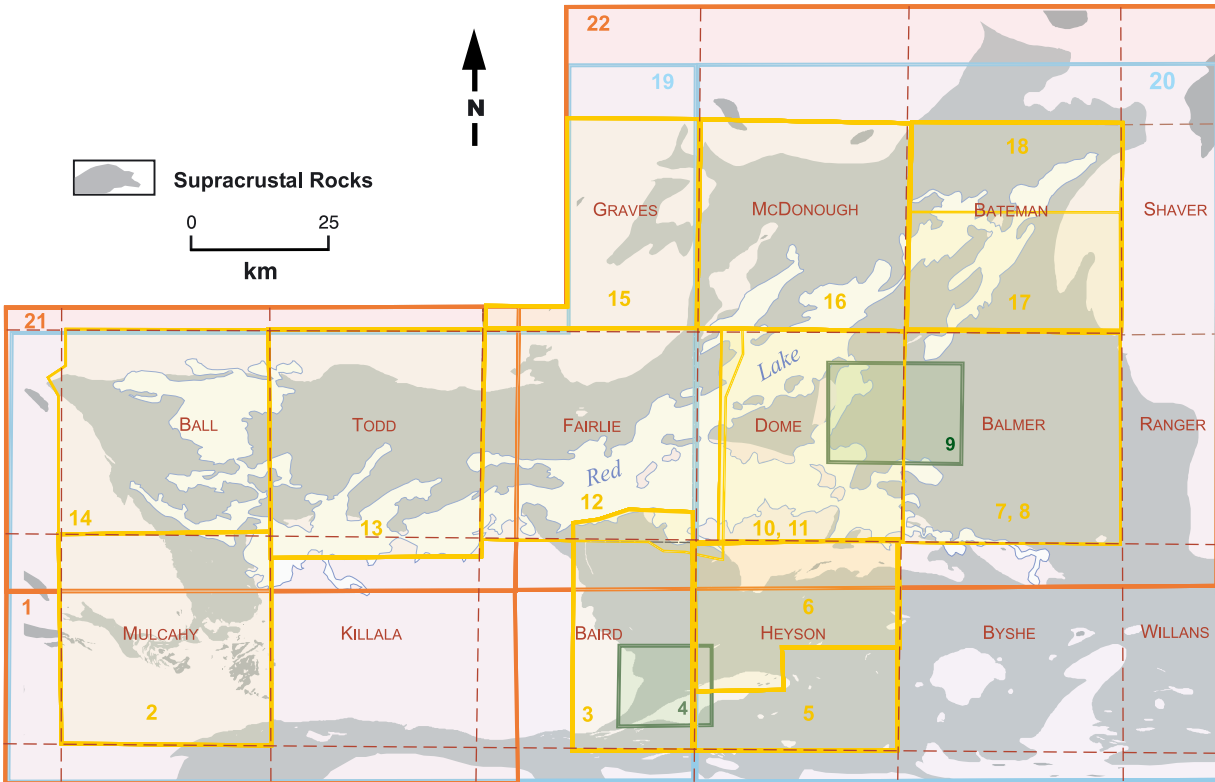 22
19
20
N
18
Supracrustal Rocks
GRAVES
MCDONOUGH
BATEMAN
SHAVER
0
25
km
15
16
17
21
Lake
BALL
TODD
FAIRLIE
DOME
BALMER
RANGER
9
Red
14
13
12
10, 11
7, 8
1
6
MULCAHY
KILLALA
BAIRD
HEYSON
BYSHE
WILLANS
2
3
4
5